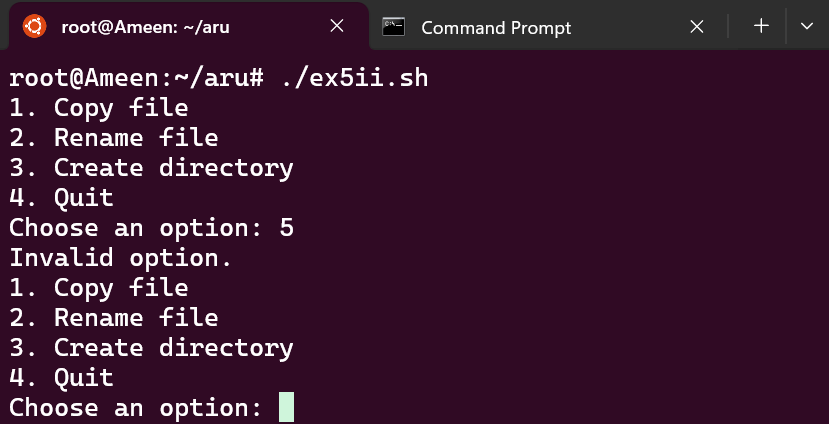 root@Ameen: ~/aru
Command Prompt
root@Ameen:~/aru# ./ex5ii.sh
1. Copy file
2. Rename file
3. Create directory
4. Quit
Choose an option: 5
Invalid option.
1. Copy file
2. Rename file
3. Create directory
4. Quit
Choose an option: